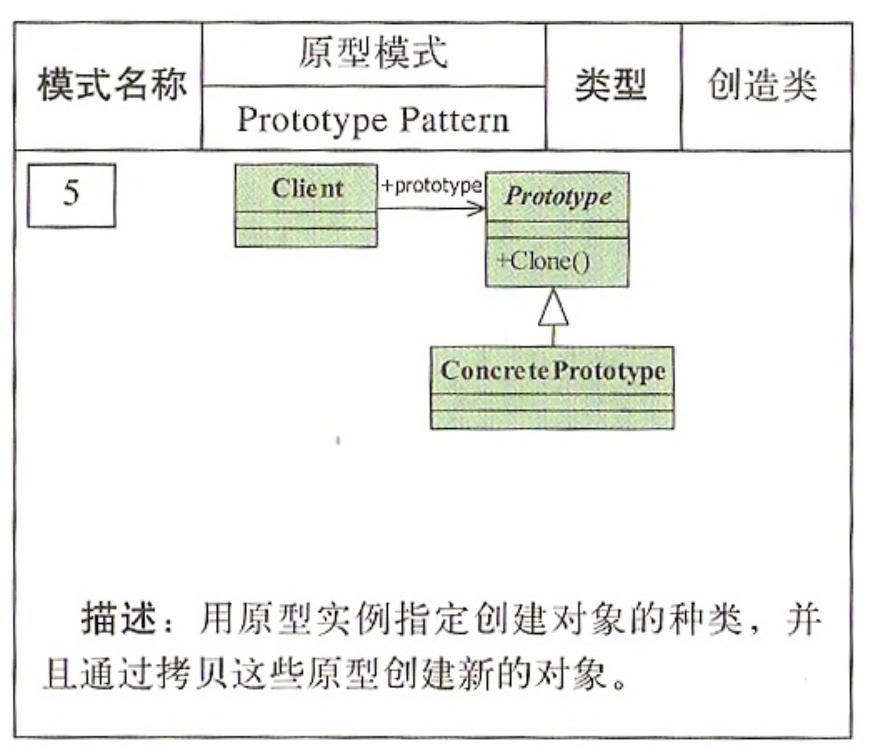 模式名称
原型模式
Prototype Pattern
类型
创造类
5
Client
+prototype
Prototype
+Clone()
ConcretePrototype
描述：用原型实例指定创建对象的种类，并
且通过拷贝这些原型创建新的对象。